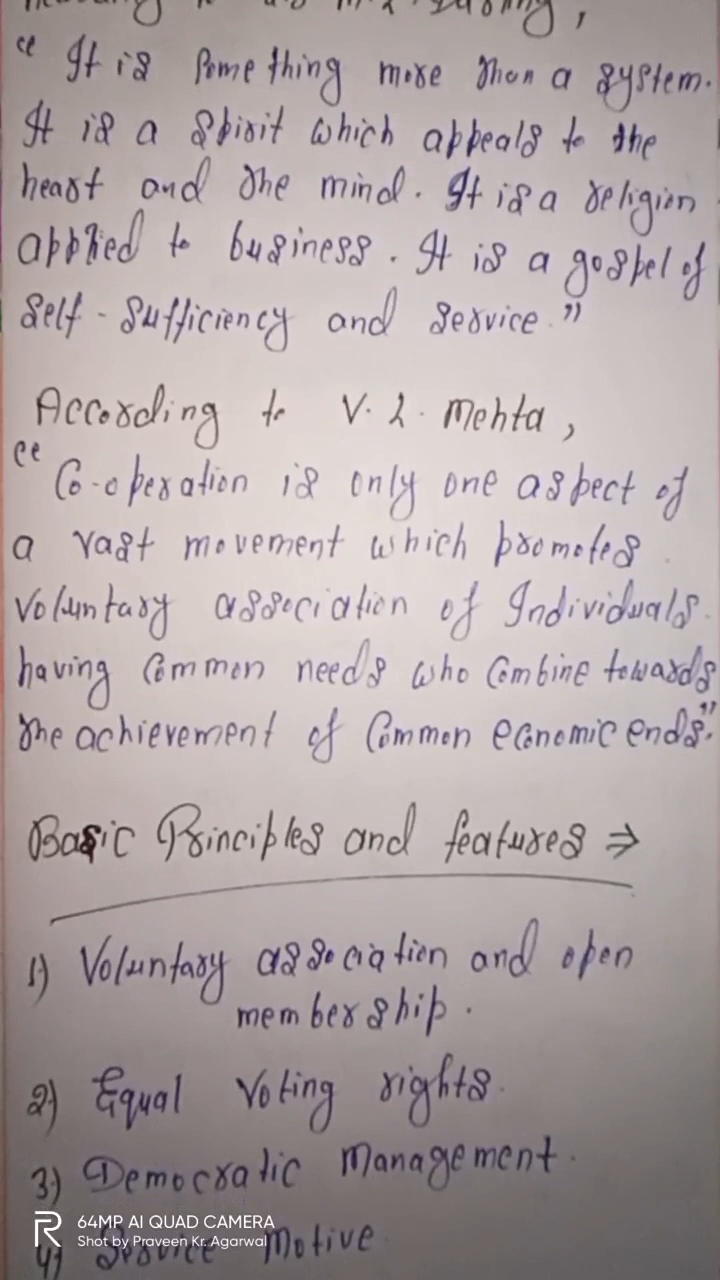 “ It is something more than a system.
It is a spirit which appeals to the
heart and the mind. It is a religion
applied to business. It is a gospel of
self-sufficiency and service.”
According to V. L. Mehta,
“ Co-operation is only one aspect of
a vast movement which promotes
voluntary association of Individuals
having Common needs who Combine towards
the achievement of Common economic ends.”
Basic Principles and features ⇒
1) Voluntary association and open
membership.
2) Equal Voting rights.
3) Democratic Management.
4) Service Motive
64MP AI QUAD CAMERA
Shot by Praveen Kr. Agarwal